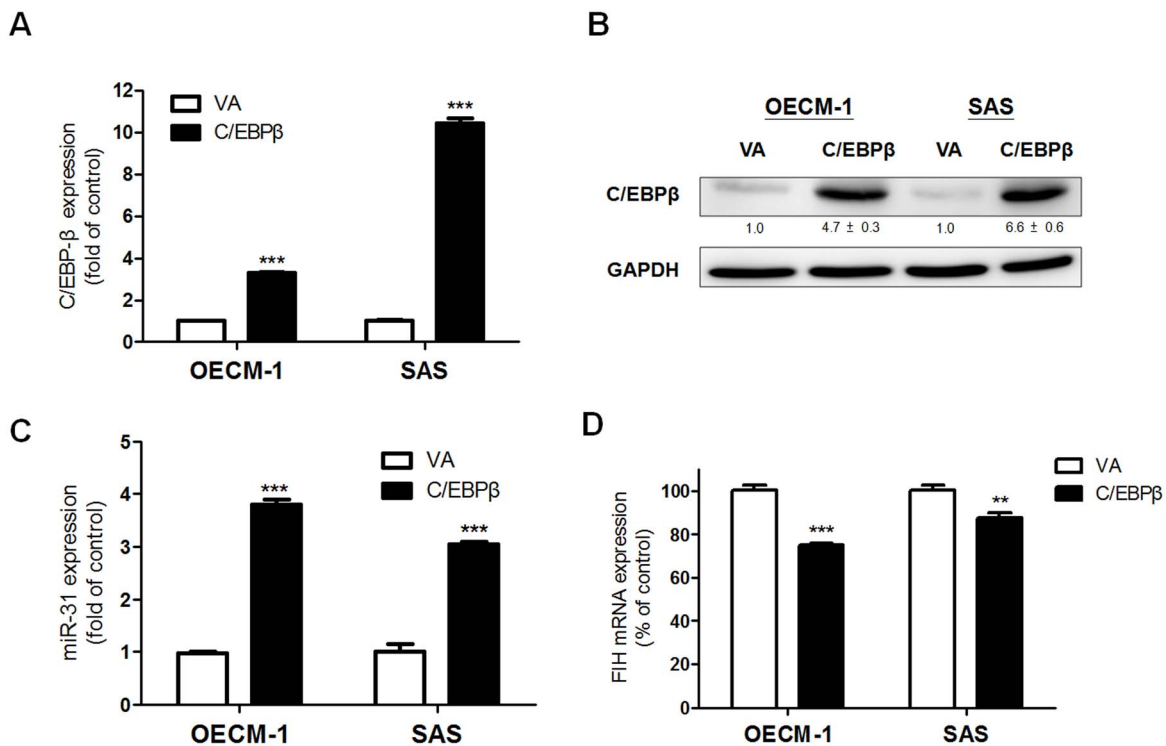 A
C/EBP-β expression
(fold of control)
12
10
8
6
4
2
0
VA
C/EBPβ
***
***
OECM-1 SAS
B
OECM-1 SAS
VA C/EBPβ VA C/EBPβ
C/EBPβ
1.0 4.7 ± 0.3 1.0 6.6 ± 0.6
GAPDH
C
miR-31 expression
(fold of control)
5
4
3
2
1
0
VA
C/EBPβ
***
***
OECM-1 SAS
D
FIH mRNA expression
(% of control)
100
80
60
40
20
0
VA
C/EBPβ
***
**
OECM-1 SAS